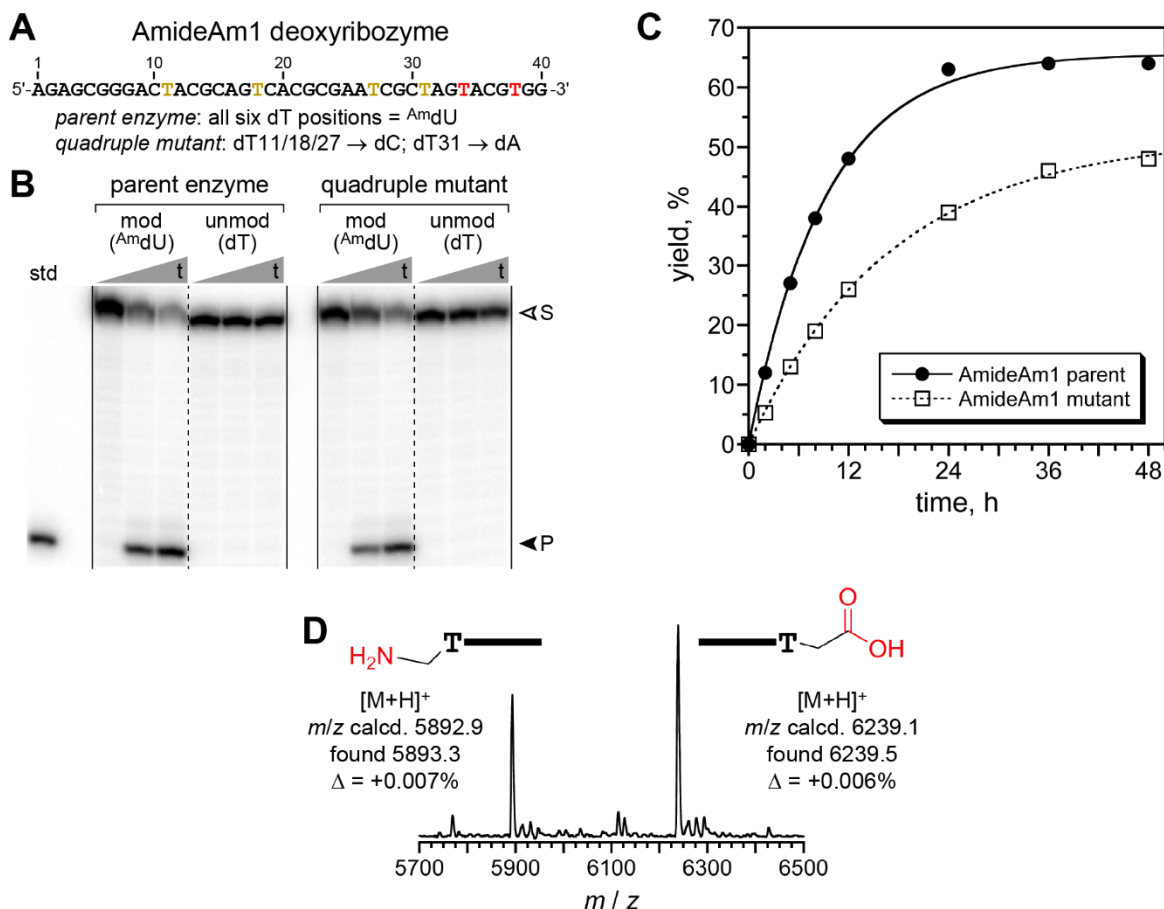 A
AmideAm1 deoxyribozyme
1 10 20 30 40
5'-AGAGCGGGACTACGCAGTCACGCGAATCGCTAGTACGTGG-3'
parent enzyme: all six dT positions = AmdU
quadruple mutant: dT11/18/27 → dC; dT31 → dA
B
parent enzyme quadruple mutant
mod unmod mod unmod
(AmdU) (dT) (AmdU) (dT)
std t t t t
S
P
C
70
60
50
40
30
20
10
0
yield, %
AmideAm1 parent
AmideAm1 mutant
0 12 24 36 48
time, h
D
H2N T
T O OH
[M+H]+
m/z calcd. 5892.9
found 5893.3
Δ = +0.007%
[M+H]+
m/z calcd. 6239.1
found 6239.5
Δ = +0.006%
5700 5900 6100 6300 6500
m / z